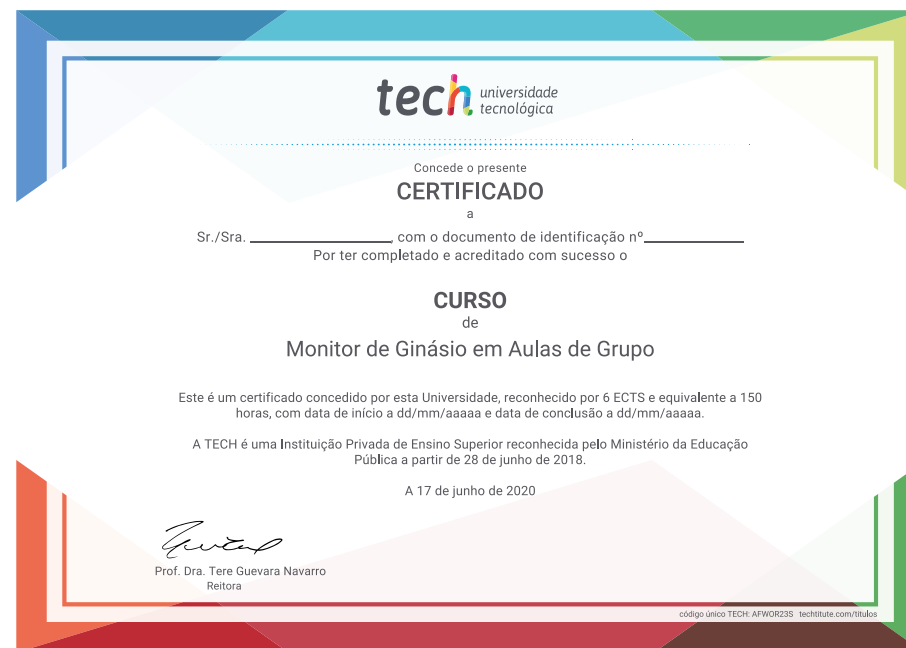 tech universidade
tecnológica
Concede o presente
CERTIFICADO
a
Sr./Sra. ____________________, com o documento de identificação nº______________
Por ter completado e acreditado com sucesso o
CURSO
de
Monitor de Ginásio em Aulas de Grupo
Este é um certificado concedido por esta Universidade, reconhecido por 6 ECTS e equivalente a 150
horas, com data de início a dd/mm/aaaaa e data de conclusão a dd/mm/aaaaa.
A TECH é uma Instituição Privada de Ensino Superior reconhecida pelo Ministério da Educação
Pública a partir de 28 de junho de 2018.
A 17 de junho de 2020
Prof. Dra. Tere Guevara Navarro
Reitora
código único TECH: AFWOR23S techtitute.com/titulos